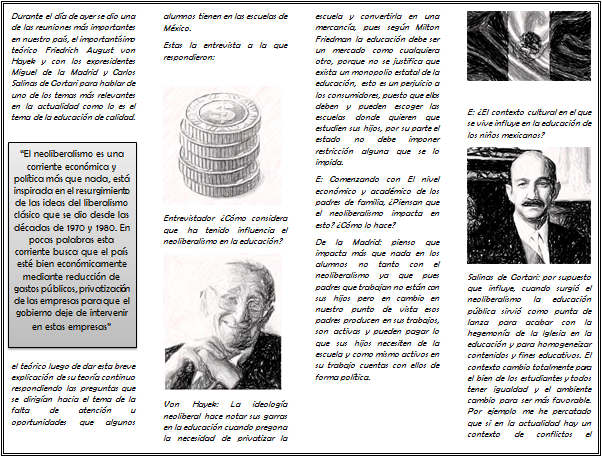 Durante el día de ayer se dio una
de las reuniones más importantes
en nuestro país, el importantísimo
teórico Friedrich August von
Hayek y con los expresidentes
Miguel de la Madrid y Carlos
Salinas de Gortari para hablar de
uno de los temas más relevantes
en la actualidad como lo es el
tema de la educación de calidad.
"El neoliberalismo es una
corriente económica y
política más que nada, está
inspirada en el resurgimiento
de las ideas del liberalismo
clásico que se dio desde las
décadas de 1970 y 1980. En
pocas palabras esta
corriente busca que el país
esté bien económicamente
mediante reducción de
gastos públicos, privatización
de las empresas para que el
gobierno deje de intervenir
en estas empresas"
el teórico luego de dar esta breve
explicación de su teoría continuo
respondiendo las preguntas que
se dirigían hacia el tema de la
falta de atención u
oportunidades que algunos
alumnos tienen en las escuelas de
México.
Estas la entrevista a la que
respondieron:
Entrevistador ¿Cómo considera
que ha tenido influencia el
neoliberalismo en la educación?
Von Hayek: La ideología
neoliberal hace notar sus garras
en la educación cuando pregona
la necesidad de privatizar la
escuela y convertirla en una
mercancía, pues según Milton
Friedman la educación debe ser
un mercado como cualquiera
otro, porque no se justifica que
exista un monopolio estatal de la
educación, esto es un perjuicio a
los consumidores, puesto que ellos
deben y pueden escoger las
escuelas donde quieren que
estudien sus hijos, por su parte el
estado no debe imponer
restricción alguna que se lo
impida.
E: Comenzando con El nivel
económico y académico de los
padres de familia, ¿Piensan que
el neoliberalismo impacta en
esto? ¿Cómo lo hace?
De la Madrid: pienso que
impacta más que nada en los
alumnos no tanto con el
neoliberalismo ya que pues
padres que trabajan no están con
sus hijos pero en cambio en
nuestro punto de vista esos
padres producen en sus trabajos,
son activas y pueden pagar lo
que sus hijos necesiten de la
escuela y como mismo activos en
su trabajo cuentas con ellos de
forma política.
E: ¿El contexto cultural en el que
se vive influye en la educación de
los niños mexicanos?
Salinas de Gortari: por supuesto
que influye, cuando surgió el
neoliberalismo la educación
pública sirvió como punta de
lanza para acabar con la
hegemonía de la Iglesia en la
educación y para homogeneizar
contenidos y fines educativos. El
contexto cambio totalmente para
el bien de los estudiantes y todos
tener igualdad y el ambiente
cambio para ser más favorable.
Por ejemplo me he percatado
que si en la actualidad hay un
contexto de conflictos el